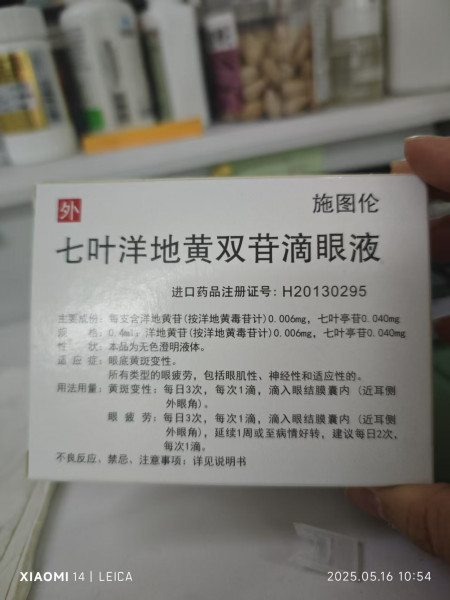 外
施图伦
七叶洋地黄双苷滴眼液
进口药品注册证号：H20130295
主要成份：每支含洋地黄苷(按洋地黄毒苷计)0.006mg，七叶亭苷0.040mg
规　　格：0.4ml：洋地黄苷(按洋地黄毒苷计)0.006mg，七叶亭苷0.040mg
性　　状：本品为无色澄明液体。
适 应 症：眼底黄斑变性。
所有类型的眼疲劳，包括眼肌性、神经性和适应性的。
用法用量：黄斑变性：每日3次，每次1滴，滴入眼结膜囊内（近耳侧
外眼角）。
眼 疲 劳：每日3次，每次1滴，滴入眼结膜囊内（近耳侧
外眼角），延续1周或至病情好转，建议每日2次，
每次1滴。
不良反应、禁忌、注意事项：详见说明书
XIAOMI 14 | LEICA
2025.05.16 10:54